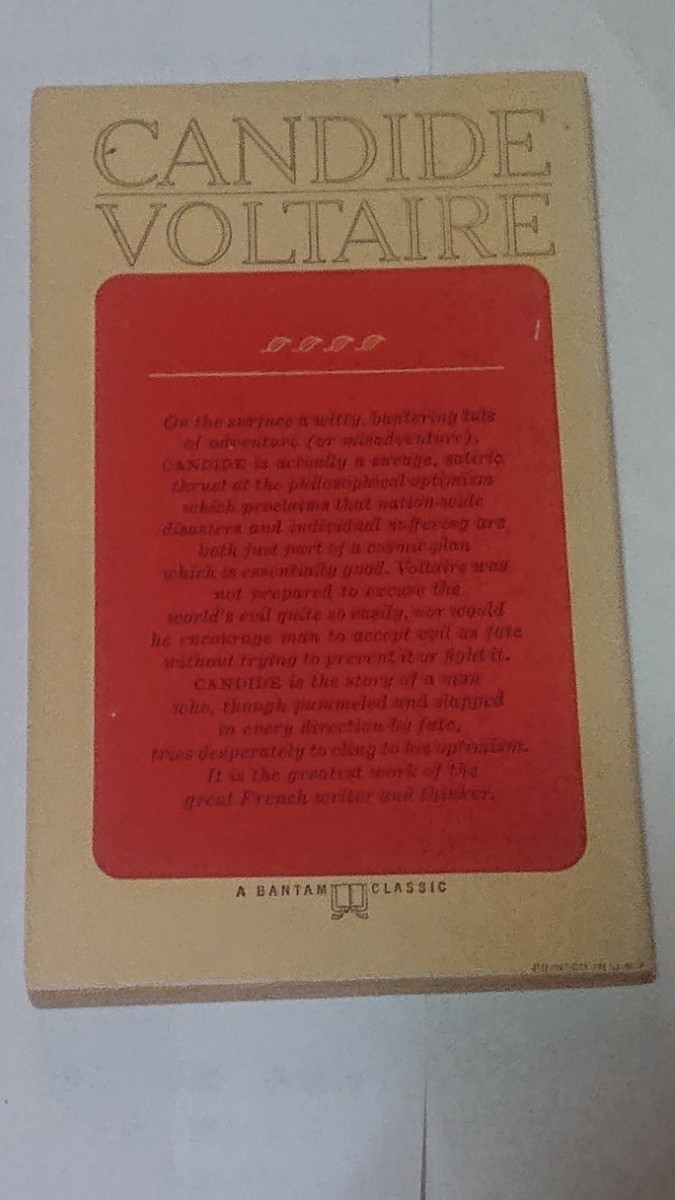 CANDIDE
VOLTAIRE
On the surface a witty, bantering tale
of adventure (or misadventure),
CANDIDE is actually a savage, satiric
thrust at the philosophical optimism
which proclaims that nation-wide
disasters and individual suffering are
both just part of a cosmic plan
which is essentially good. Voltaire was
not prepared to excuse the
world's evil quite so easily, nor would
he encourage man to accept evil as fate
without trying to prevent it or fight it.
CANDIDE is the story of a man
who, though pummeled and slapped
in every direction by fate,
tries desperately to cling to his optimism.
It is the greatest work of the
great French writer and thinker.
A BANTAM CLASSIC